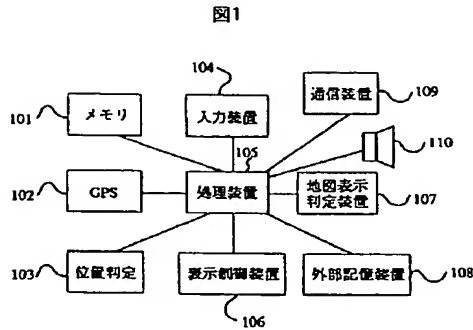 図1
104
109
101
メモリ
入力装置
通信装置
110
105
102
GPS
処理装置
地図表示
判定装置
107
103
位置判定
表示制御装置
外部記憶装置
108
106